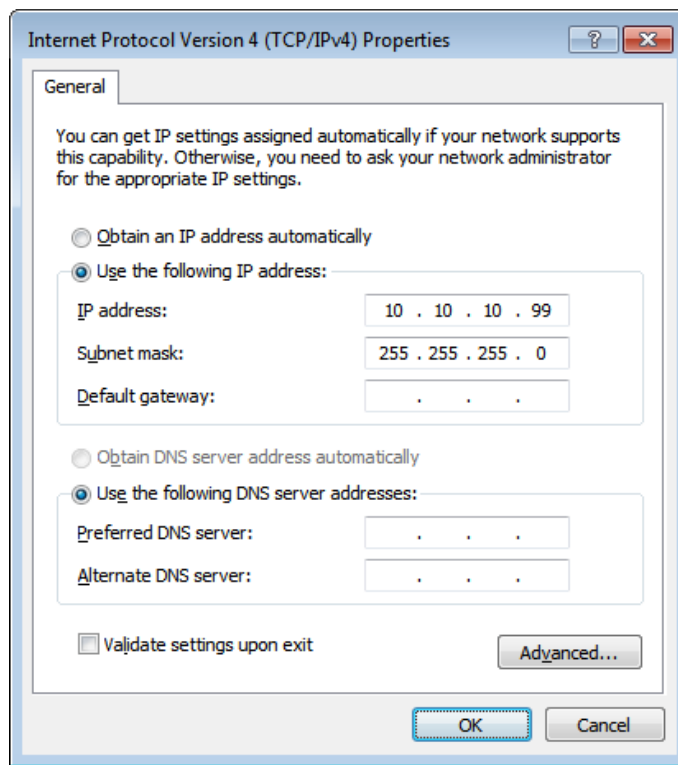 Internet Protocol Version 4 (TCP/IPv4) Properties
General
You can get IP settings assigned automatically if your network supports
this capability. Otherwise, you need to ask your network administrator
for the appropriate IP settings.
Obtain an IP address automatically
Use the following IP address:
IP address: 10 . 10 . 10 . 99
Subnet mask: 255 . 255 . 255 . 0
Default gateway: . . .
Obtain DNS server address automatically
Use the following DNS server addresses:
Preferred DNS server: . . .
Alternate DNS server: . . .
Validate settings upon exit
Advanced...
OK Cancel